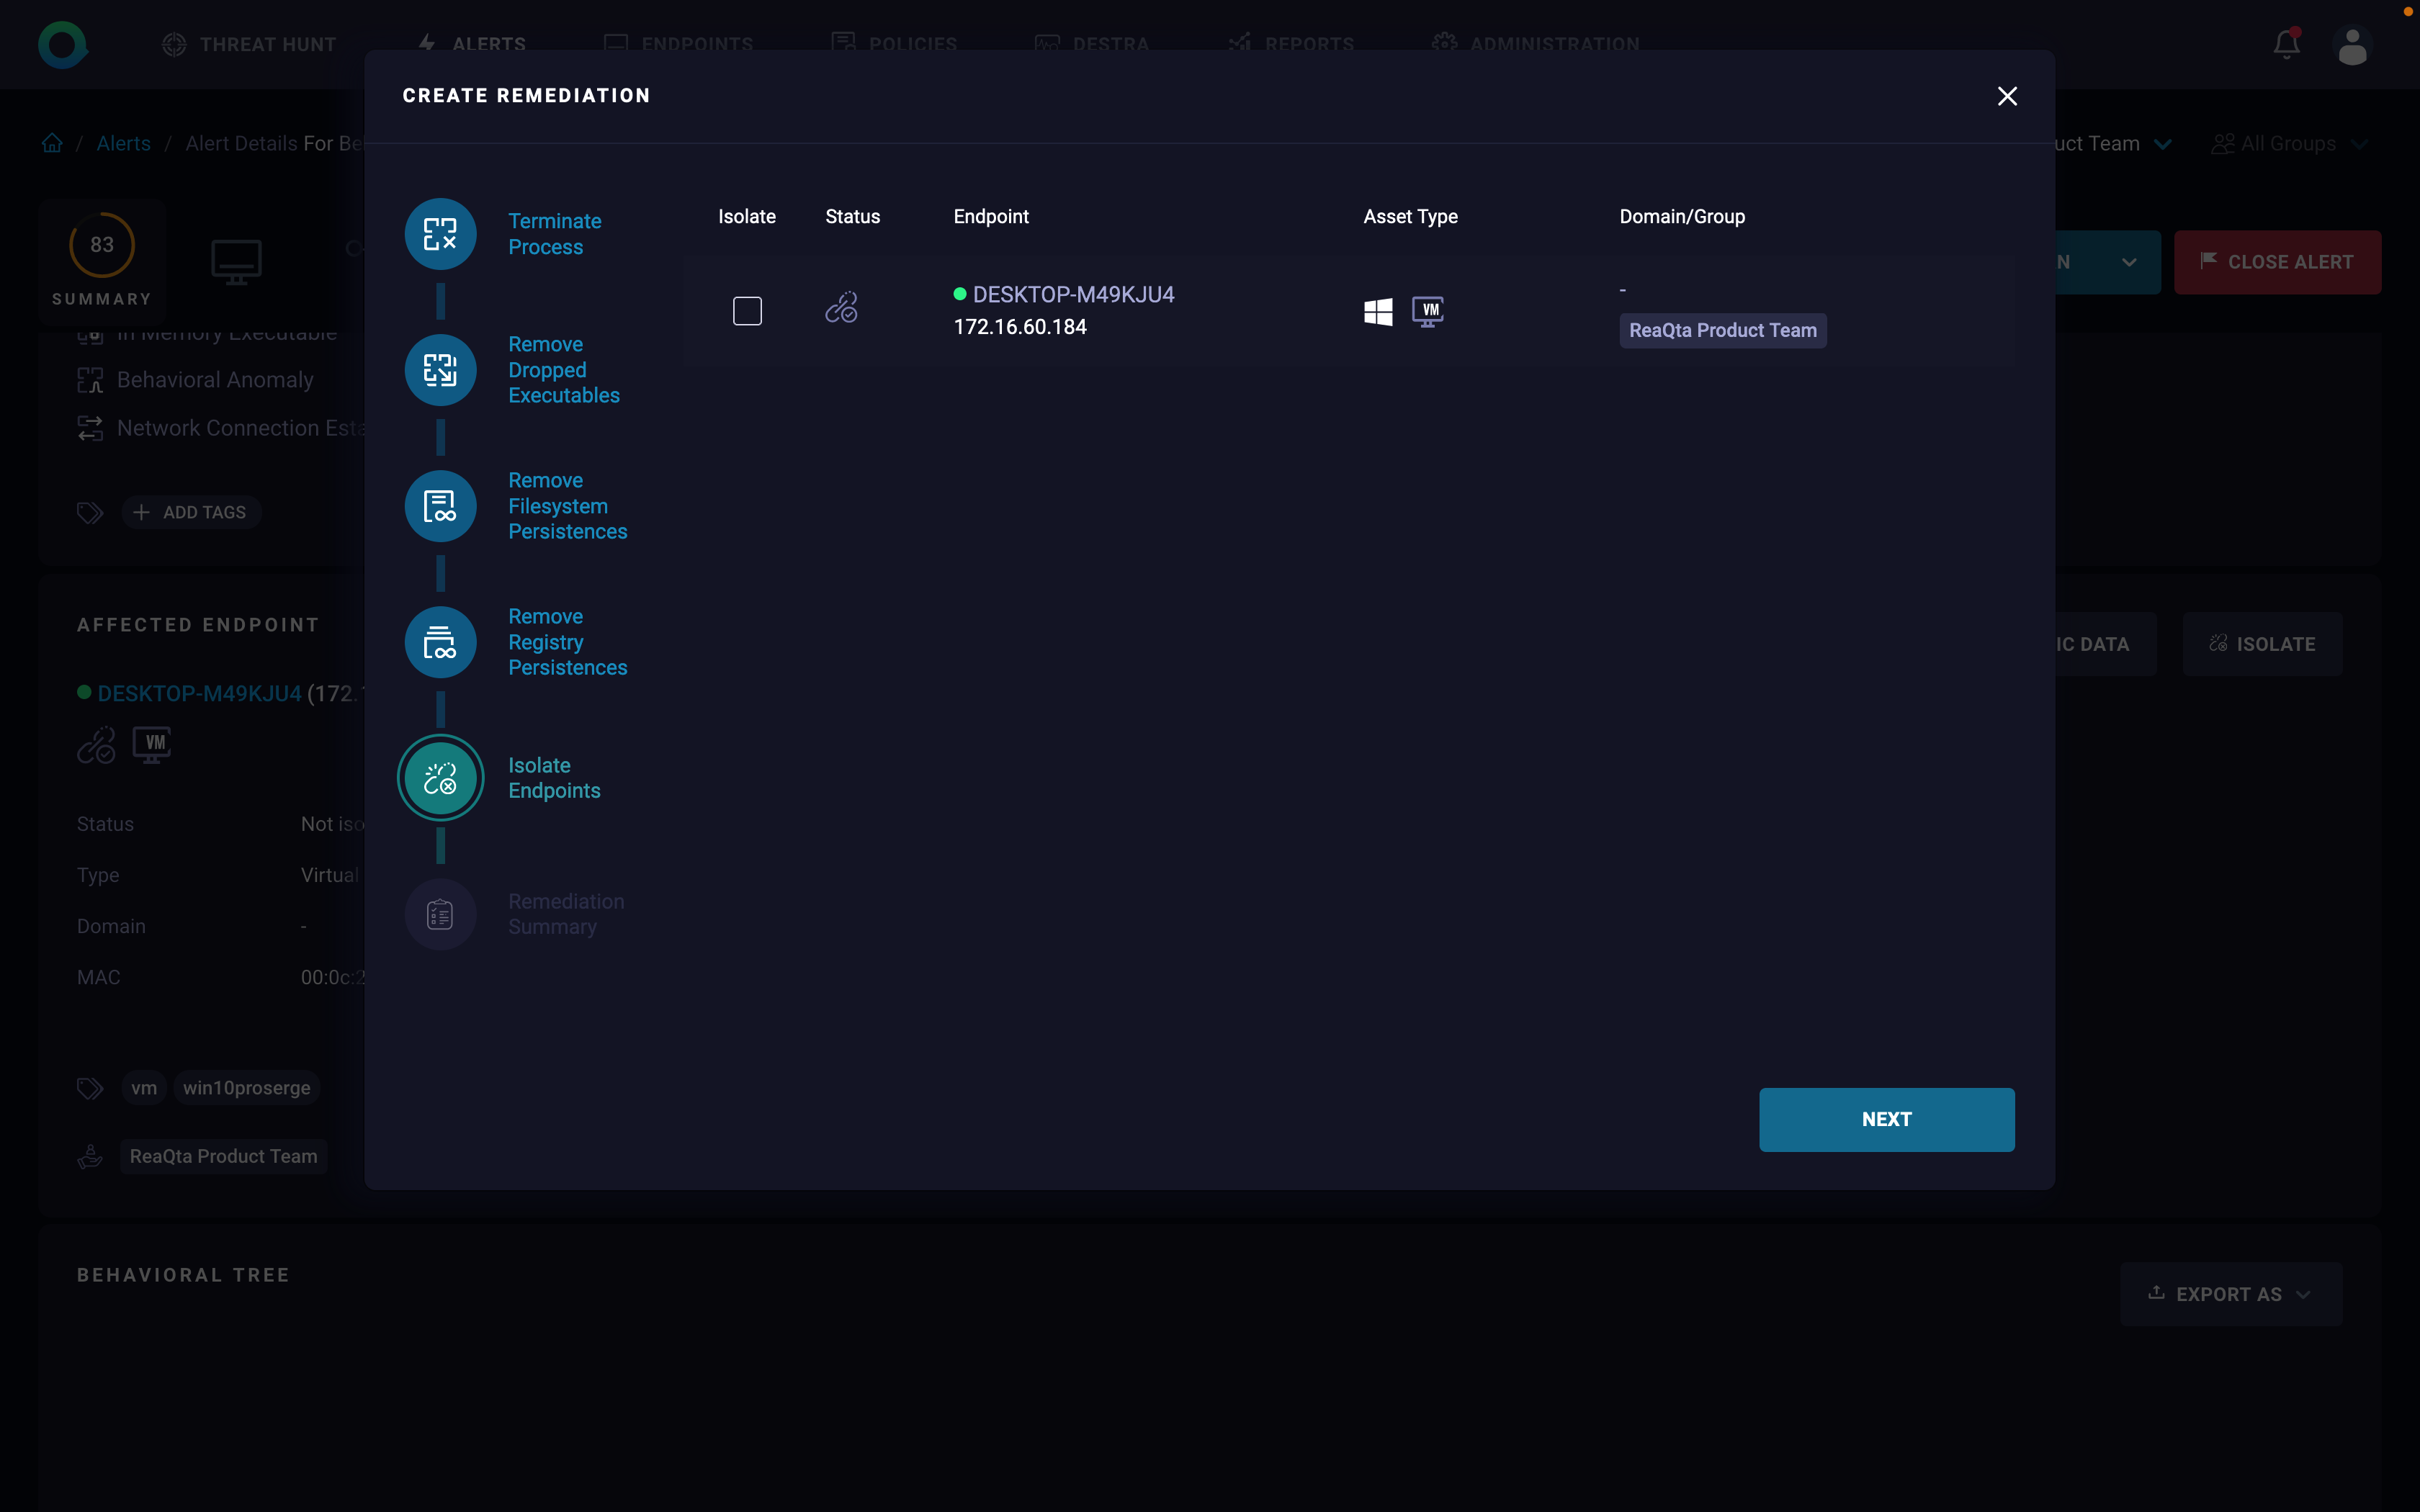 THREAT HUNT
ALERTS
ENDPOINTS
POLICIES
DESTRA
REPORTS
ADMINISTRATION
CREATE REMEDIATION
/ Alerts / Alert Details For Be
uct Team
All Groups
83
SUMMARY
N
CLOSE ALERT
In Memory Executable
Behavioral Anomaly
Network Connection Esta
ADD TAGS
Terminate
Process
Remove
Dropped
Executables
Remove
Filesystem
Persistences
Remove
Registry
Persistences
Isolate
Endpoints
Remediation
Summary
Isolate Status Endpoint Asset Type Domain/Group
DESKTOP-M49KJU4
172.16.60.184
VM
-
ReaQta Product Team
NEXT
AFFECTED ENDPOINT
IC DATA
ISOLATE
DESKTOP-M49KJU4 (172.1
VM
Status Not iso
Type Virtual
Domain -
MAC 00:0c:2
vm win10proserge
ReaQta Product Team
BEHAVIORAL TREE
EXPORT AS